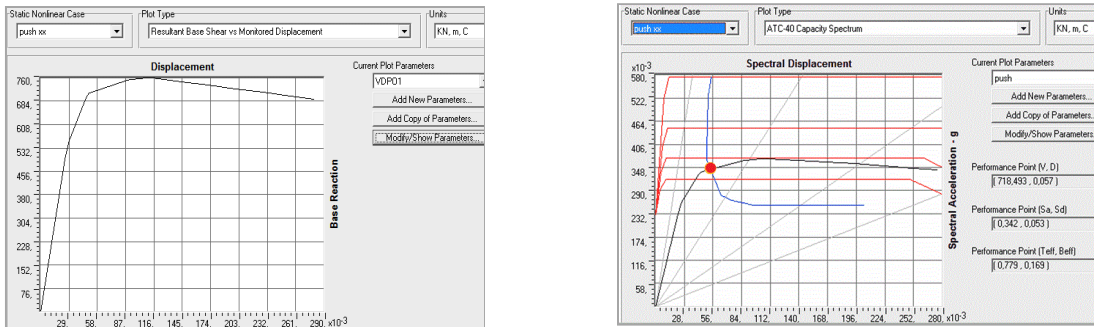 Static Nonlinear Case
Plot Type
Units
push xx
Resultant Base Shear vs Monitored Displacement
KN, m, C
Displacement
Current Plot Parameters
VDPO1
Add New Parameters...
Add Copy of Parameters...
Modify/Show Parameters...
760,
684,
608,
532,
456,
380,
304,
228,
152,
76,
Base Reaction
29, 58, 87, 116, 145, 174, 203, 232, 261, 290, x10-3
Static Nonlinear Case
Plot Type
Units
push xx
ATC-40 Capacity Spectrum
KN, m, C
x10-3
Spectral Displacement
Current Plot Parameters
push
Add New Parameters...
Add Copy of Parameters...
Modify/Show Parameters...
580,
522,
464,
406,
348,
290,
232,
174,
116,
58,
Spectral Acceleration - g
Performance Point (V, D)
( 718,493 , 0,057 )
Performance Point (Sa, Sd)
( 0,342 , 0,053 )
Performance Point (Teff, Beff)
( 0,779 , 0,169 )
28, 56, 84, 112, 140, 168, 196, 224, 252, 280, x10-3